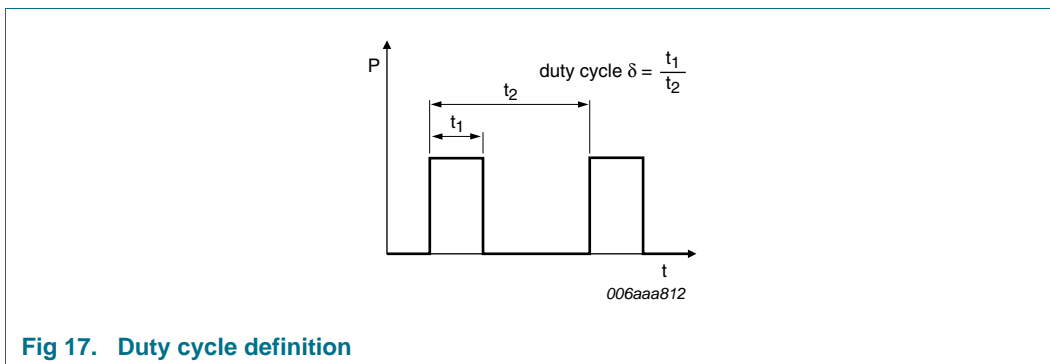 P
duty cycle δ = t1
t2
t2
t1
t
006aaa812
Fig 17. Duty cycle definition